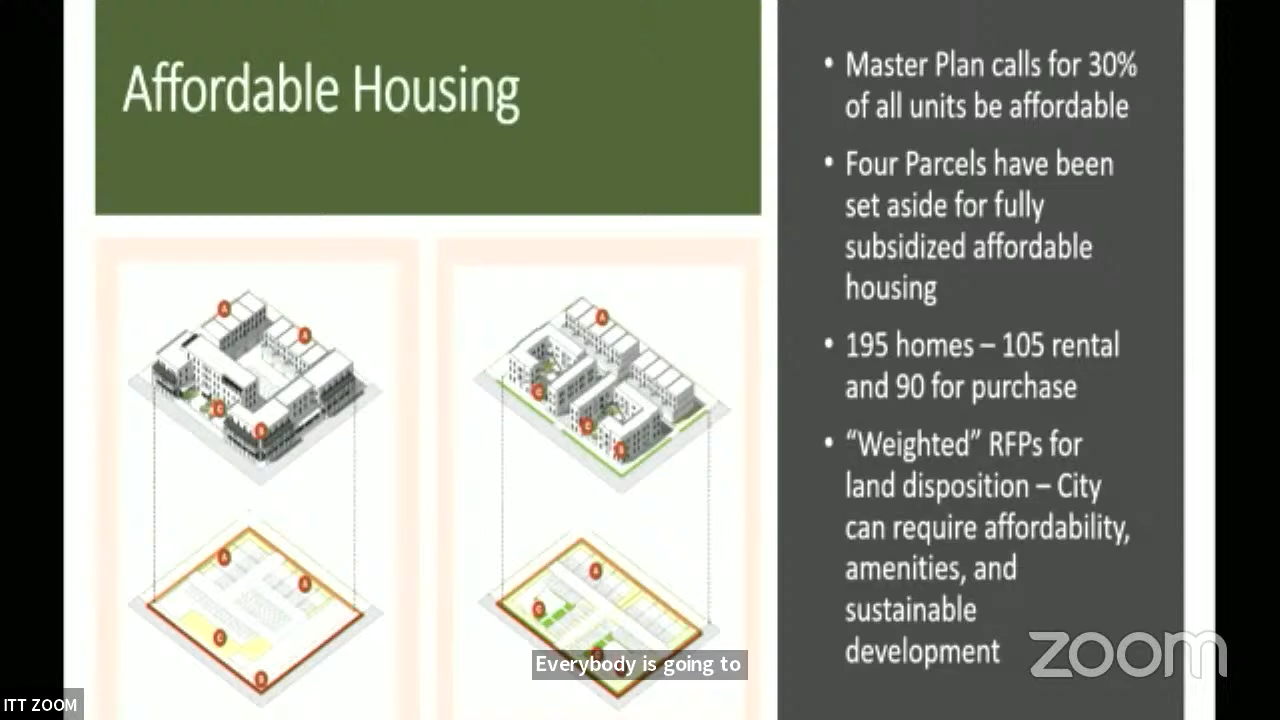 Affordable Housing
• Master Plan calls for 30%
of all units be affordable
• Four Parcels have been
set aside for fully
subsidized affordable
housing
• 195 homes – 105 rental
and 90 for purchase
• “Weighted” RFPs for
land disposition – City
can require affordability,
amenities, and
sustainable
development
A
A
C
A
C
C
A
A
C
A
C
Everybody is going to
zoom
ITT ZOOM